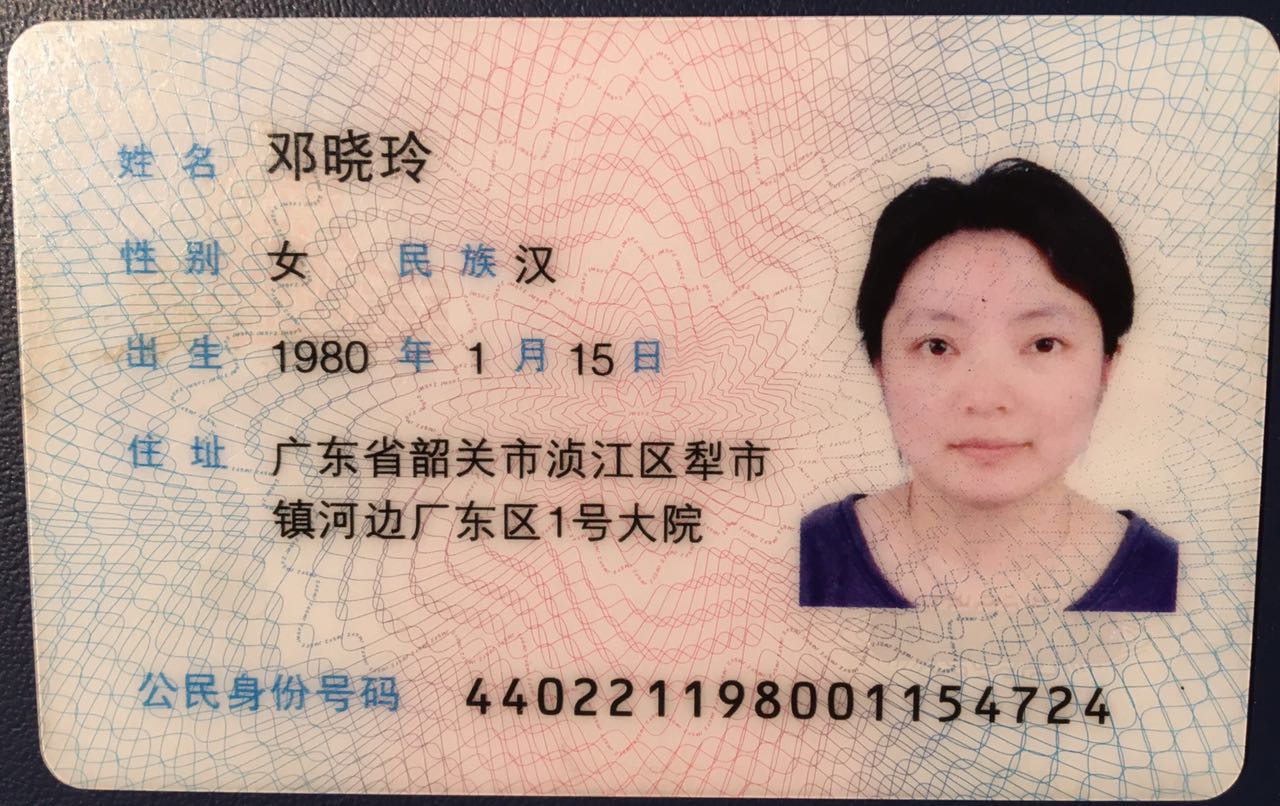 姓名 邓晓玲
性别 女 民族 汉
出生 1980 年 1 月 15 日
住址 广东省韶关市浈江区犁市
镇河边厂东区1号大院
公民身份号码 440221198001154724